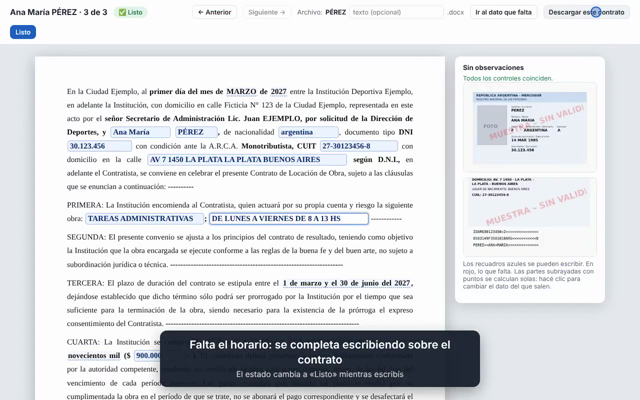 Ana María PÉREZ · 3 de 3
✅ Listo
← Anterior
Siguiente →
Archivo: PÉREZ
texto (opcional)
.docx
Ir al dato que falta
Descargar este contrato
Listo
En la Ciudad Ejemplo, al primer día del mes de MARZO de 2027 entre la Institución Deportiva Ejemplo,
en adelante la Institución, con domicilio en calle Ficticia N° 123 de la Ciudad Ejemplo, representada en este
acto por el señor Secretario de Administración Lic. Juan EJEMPLO, por solicitud de la Dirección de
Deportes, y Ana María PÉREZ , de nacionalidad argentina , documento tipo DNI
30.123.456 con condición ante la A.R.C.A. Monotributista, CUIT 27-30123456-8 con
domicilio en la calle AV 7 1450 LA PLATA LA PLATA BUENOS AIRES según D.N.I., en
adelante el Contratista, se conviene en celebrar el presente Contrato de Locación de Obra, sujeto a las cláusulas
que se enuncian a continuación: ----------
PRIMERA: La Institución encomienda al Contratista, quien actuará por su propia cuenta y riesgo la siguiente
obra: TAREAS ADMINISTRATIVAS ; DE LUNES A VIERNES DE 8 A 13 HS ------------
SEGUNDA: El presente convenio se ajusta a los principios del contrato de resultado, teniendo como objetivo
la Institución que la obra encargada se ejecute conforme a las reglas de la buena fe y del buen arte, no sujeto a
subordinación jurídica o técnica. ----------------------------------------------------------------
TERCERA: El plazo de duración del contrato se estipula entre el 1 de marzo y el 30 de junio del 2027,
dejándose establecido que dicho término sólo podrá ser prorrogado por la Institución por el tiempo que sea
suficiente para la terminación de la obra, siendo necesario para la existencia de la prórroga el expreso
consentimiento del Contratista. ----------------------------------------------------------------
CUARTA: La Institución se
novecientos mil ($ 900.000
por la autoridad competente,
vencimiento de cada período
cumplimentada la obra en el período de que se trate, no se abonará el pago correspondiente y se dejará
Sin observaciones
Todos los controles coinciden.
REPÚBLICA ARGENTINA - MERCOSUR
FOTO
PEREZ
ANA MARIA
ARGENTINA
14 MAR 1985
30.123.456
MUESTRA – SIN VALIDE
DOMICILIO: AV. 7 1450 LA PLATA -
LA PLATA - BUENOS AIRES
MUESTRA – SIN VALIDE
PEREZ<<ANA<MARIA<<<<<<<<<<<
Los recuadros azules se pueden escribir. En
rojo, lo que falta. Las partes subrayadas con
puntos se calculan solas: hacé clic para
cambiar el dato del que salen.
Falta el horario: se completa escribiendo sobre el
contrato
El estado cambia a «Listo» mientras escribís